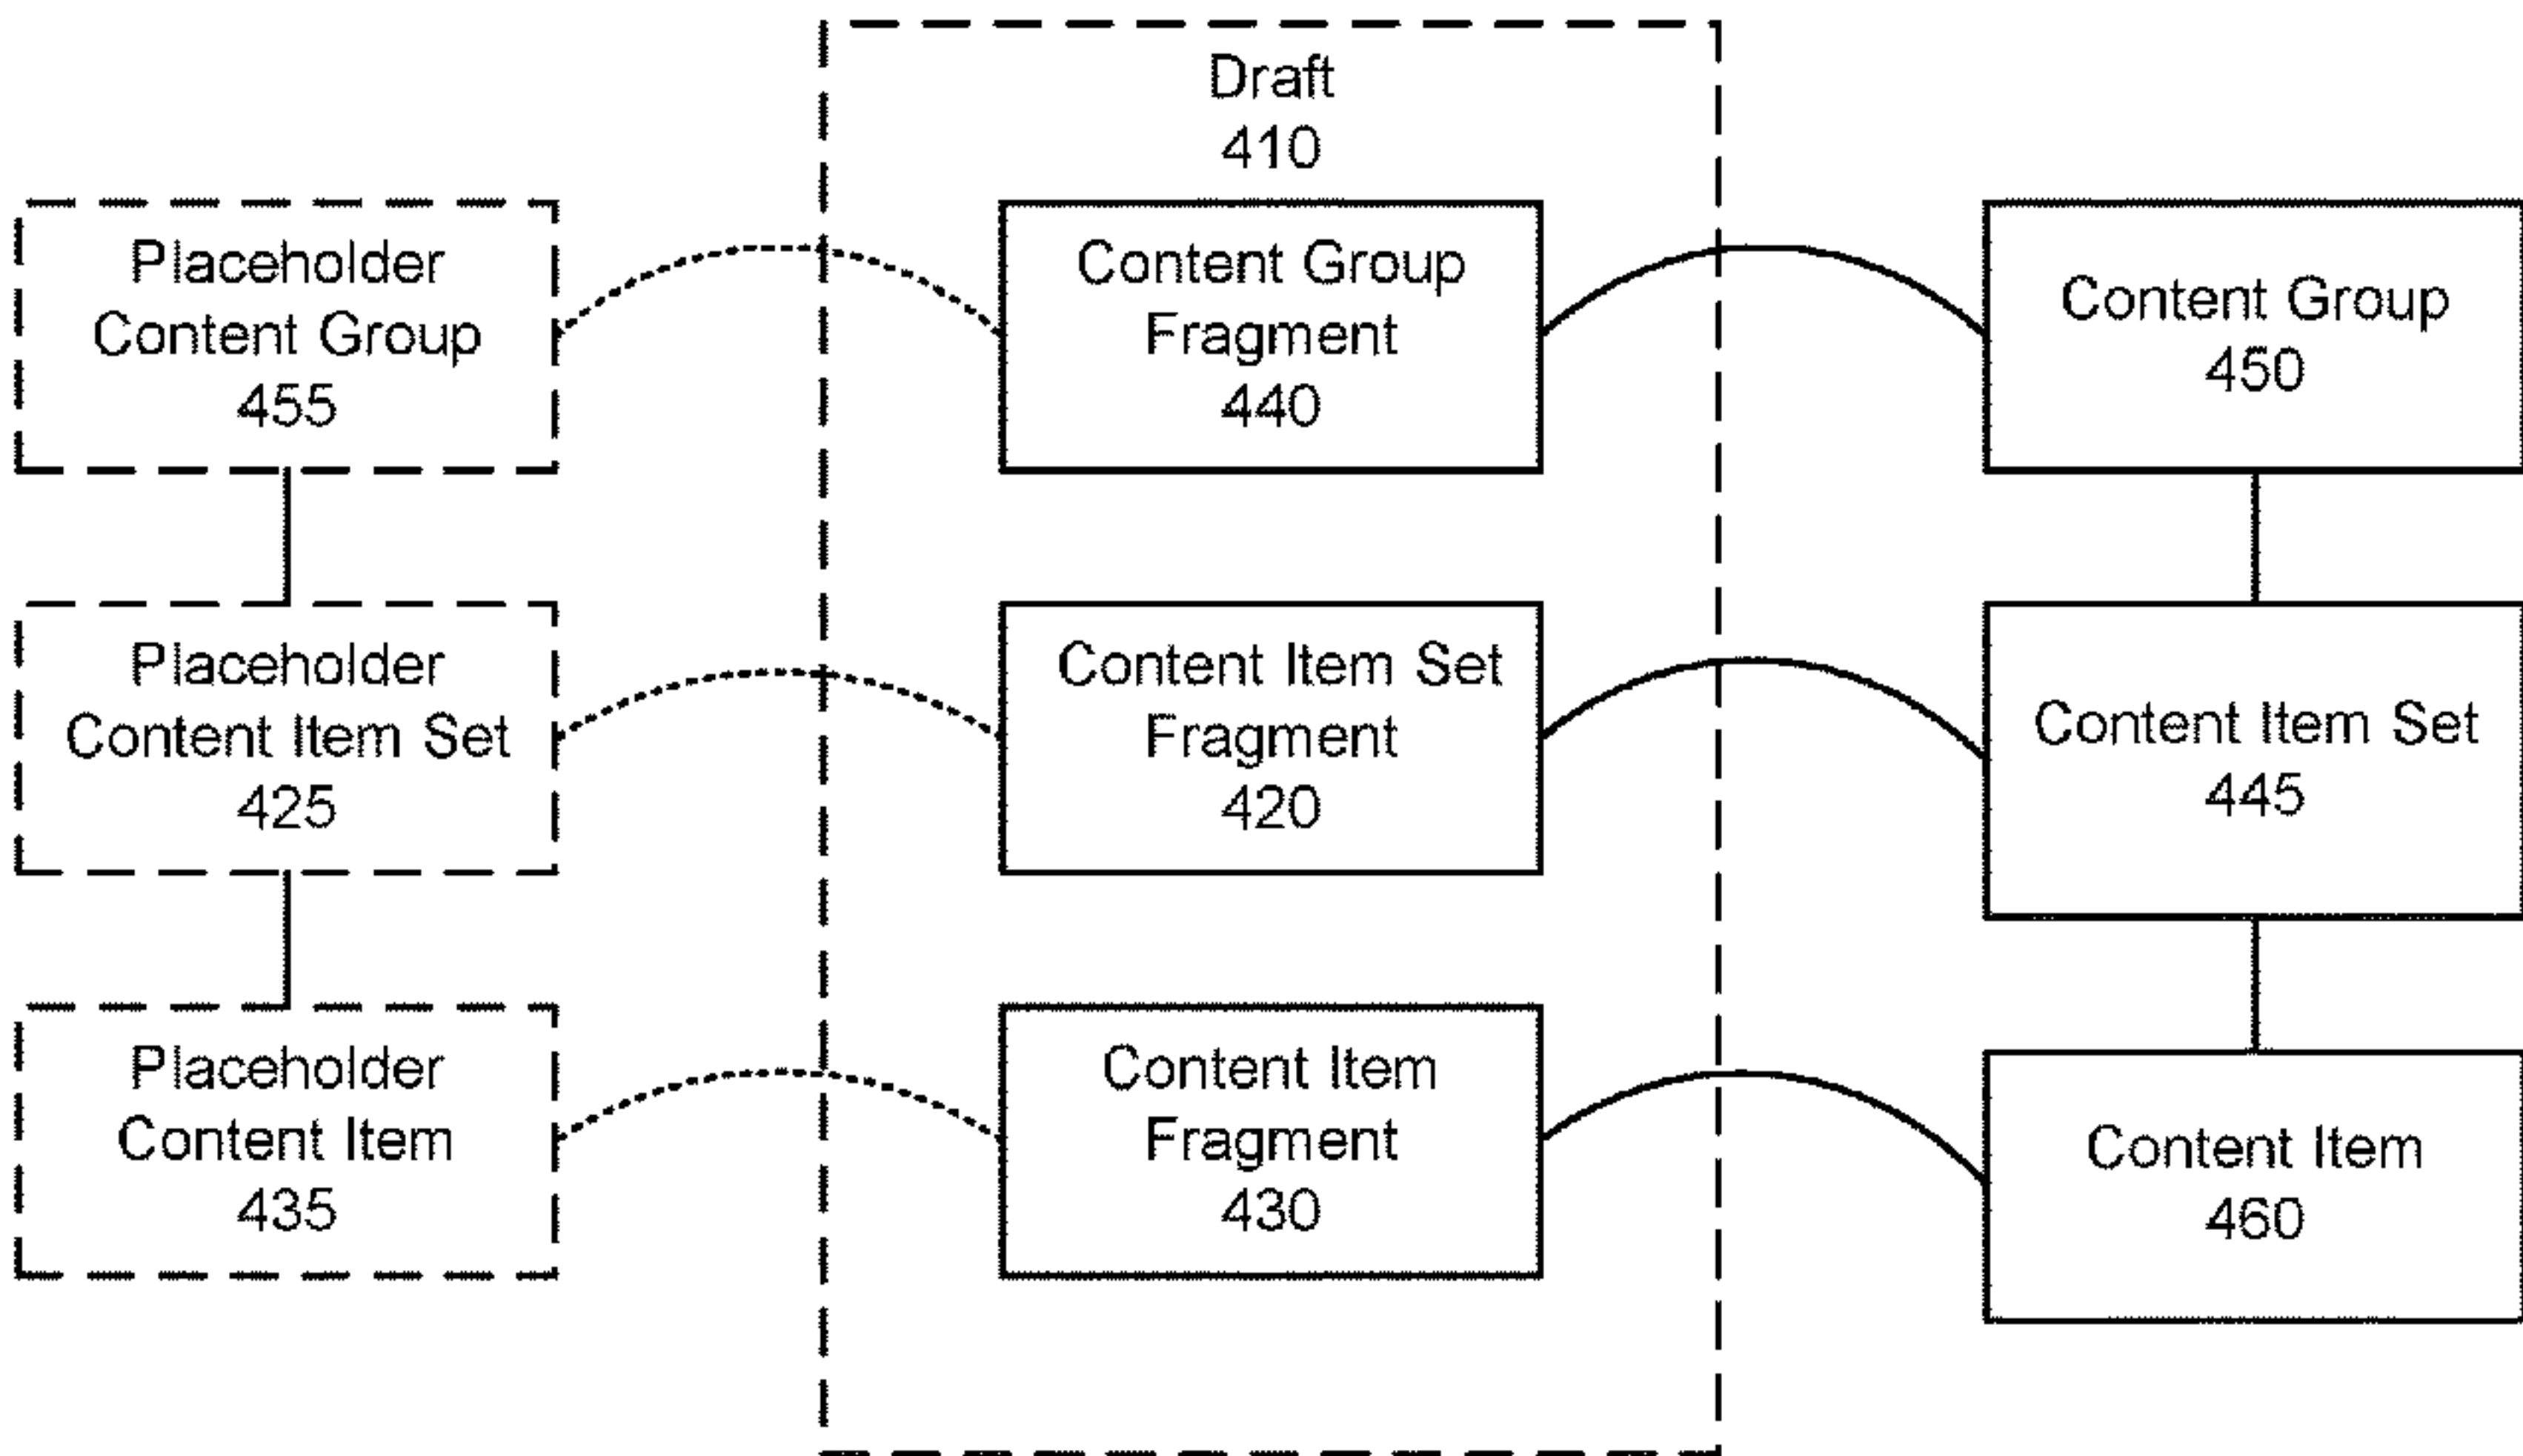 Draft
410
Placeholder
Content Group
455
Content Group
Fragment
440
Content Group
450
Placeholder
Content Item Set
425
Content Item Set
Fragment
420
Content Item Set
445
Placeholder
Content Item
435
Content Item
Fragment
430
Content Item
460